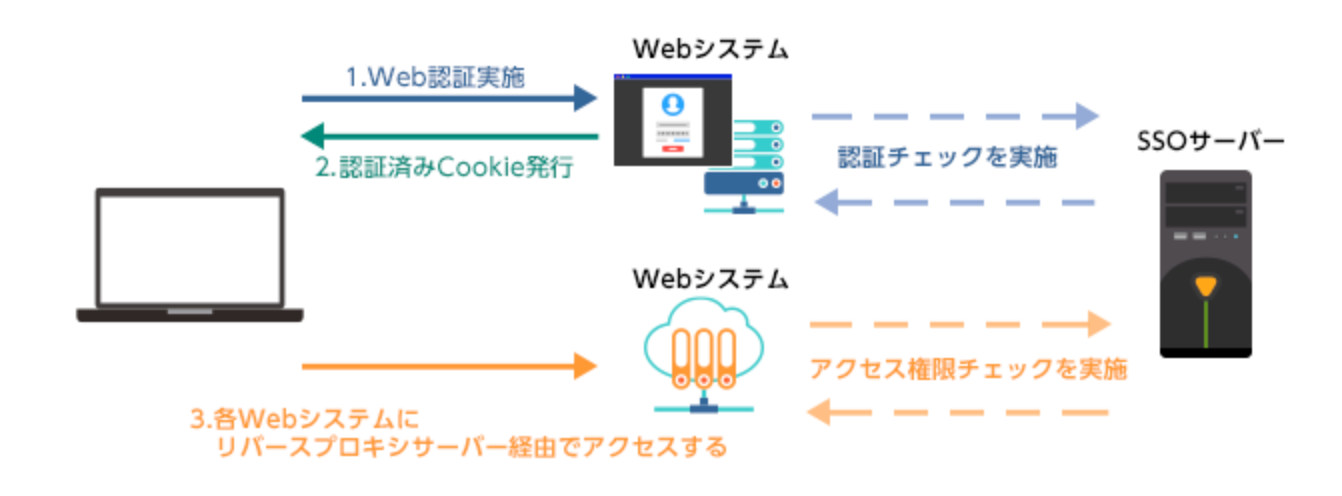 Webシステム
1.Web認証実施
2.認証済みCookie発行
認証チェックを実施
SSOサーバー
Webシステム
アクセス権限チェックを実施
3.各Webシステムに
リバースプロキシサーバー経由でアクセスする